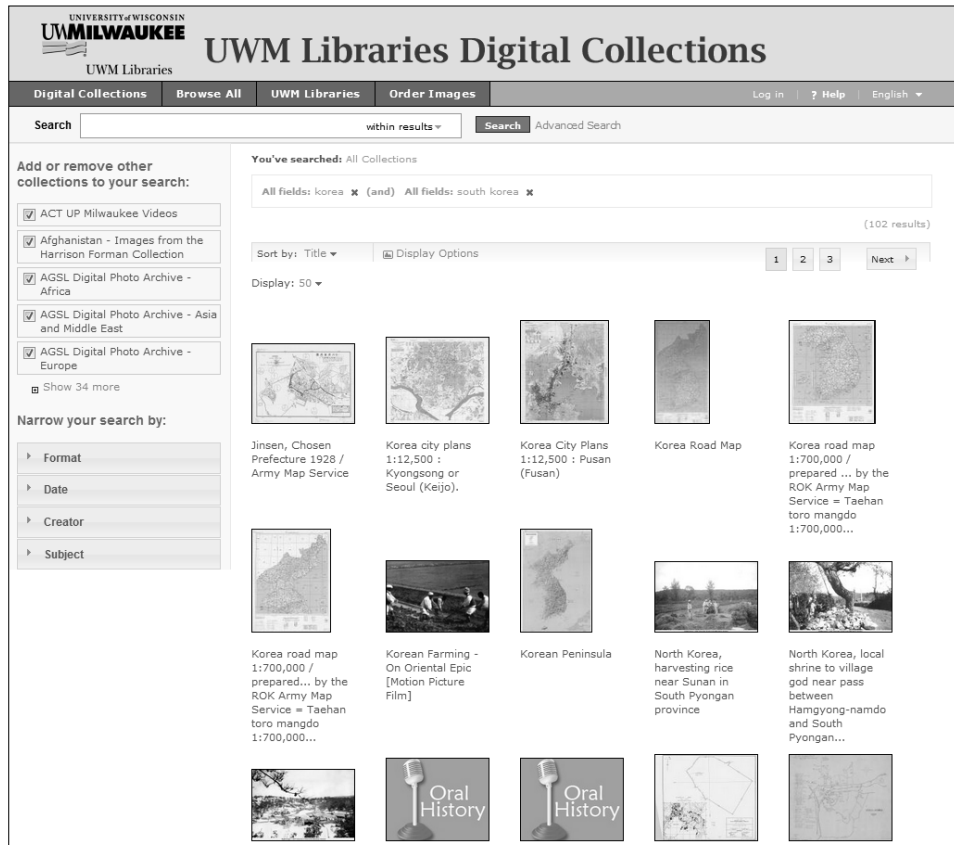 UNIVERSITY of WISCONSIN
UWMILWAUKEE
UWM Libraries
UWM Libraries Digital Collections
Digital Collections Browse All UWM Libraries Order Images Log in | ? Help | English
Search within results Search Advanced Search
Add or remove other
collections to your search:
ACT UP Milwaukee Videos
Afghanistan - Images from the
Harrison Forman Collection
AGSL Digital Photo Archive -
Africa
AGSL Digital Photo Archive - Asia
and Middle East
AGSL Digital Photo Archive -
Europe
Show 34 more
Narrow your search by:
Format
Date
Creator
Subject
You've searched: All Collections
All fields: korea x (and) All fields: south korea x
(102 results)
Sort by: Title Display Options 1 2 3 Next
Display: 50
Jinsen, Chosen
Prefecture 1928 /
Army Map Service
Korea city plans
1:12,500 :
Kyongsong or
Seoul (Keijo).
Korea City Plans
1:12,500 : Pusan
(Fusan)
Korea Road Map
Korea road map
1:700,000 /
prepared ... by the
ROK Army Map
Service = Taehan
toro mangdo
1:700,000...
Korea road map
1:700,000 /
prepared... by the
ROK Army Map
Service = Taehan
toro mangdo
1:700,000...
Korean Farming -
On Oriental Epic
[Motion Picture
Film]
Korean Peninsula
North Korea,
harvesting rice
near Sunan in
South Pyongan
province
North Korea, local
shrine to village
god near pass
between
Hamgyong-namdo
and South
Pyongan...
Oral
History
Oral
History